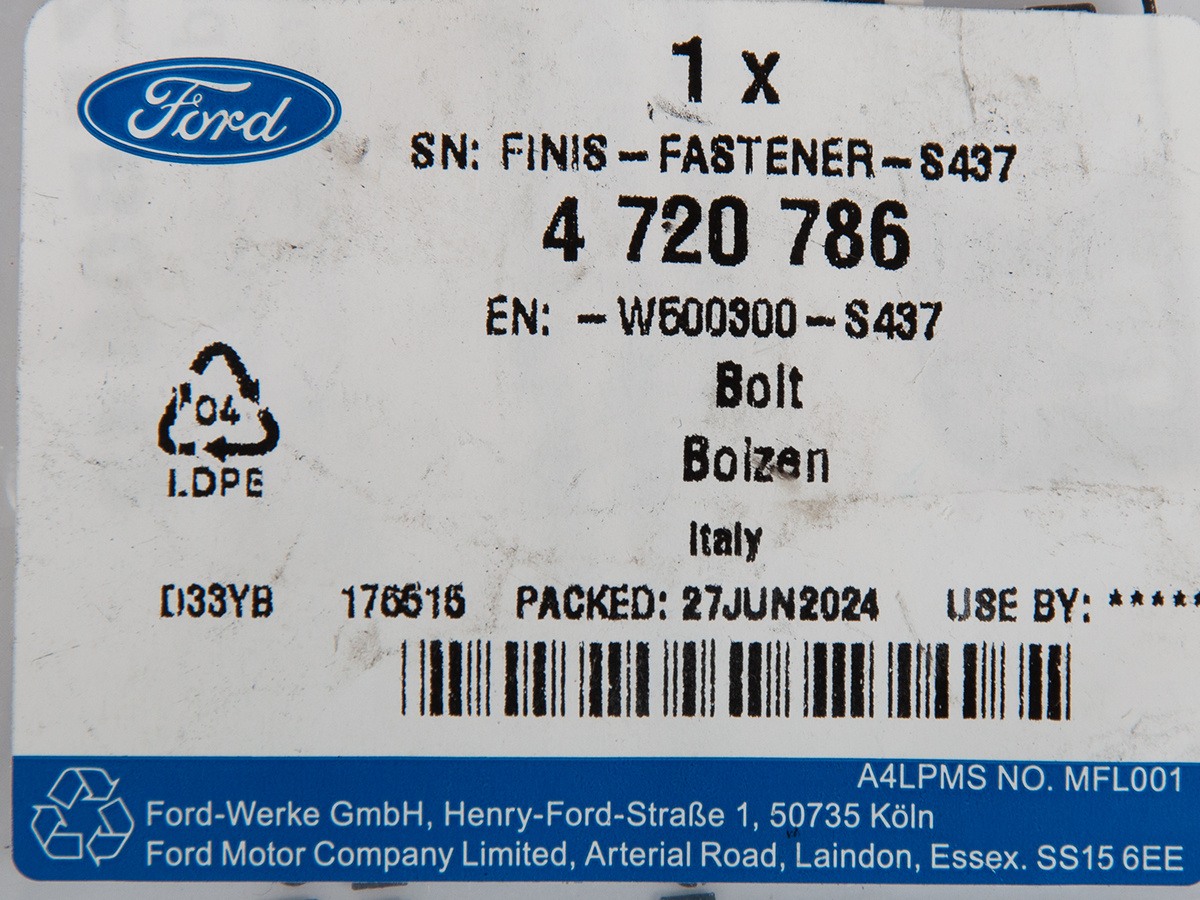 Ford
1 x
SN: FINIS-FASTENER-S437
4 720 786
EN: -W500300-S437
Bolt
Bolzen
Italy
04
LDPE
D33YB 176515 PACKED: 27JUN2024 USE BY: *****
A4LPMS NO. MFL001
Ford-Werke GmbH, Henry-Ford-Straße 1, 50735 Köln
Ford Motor Company Limited, Arterial Road, Laindon, Essex. SS15 6EE